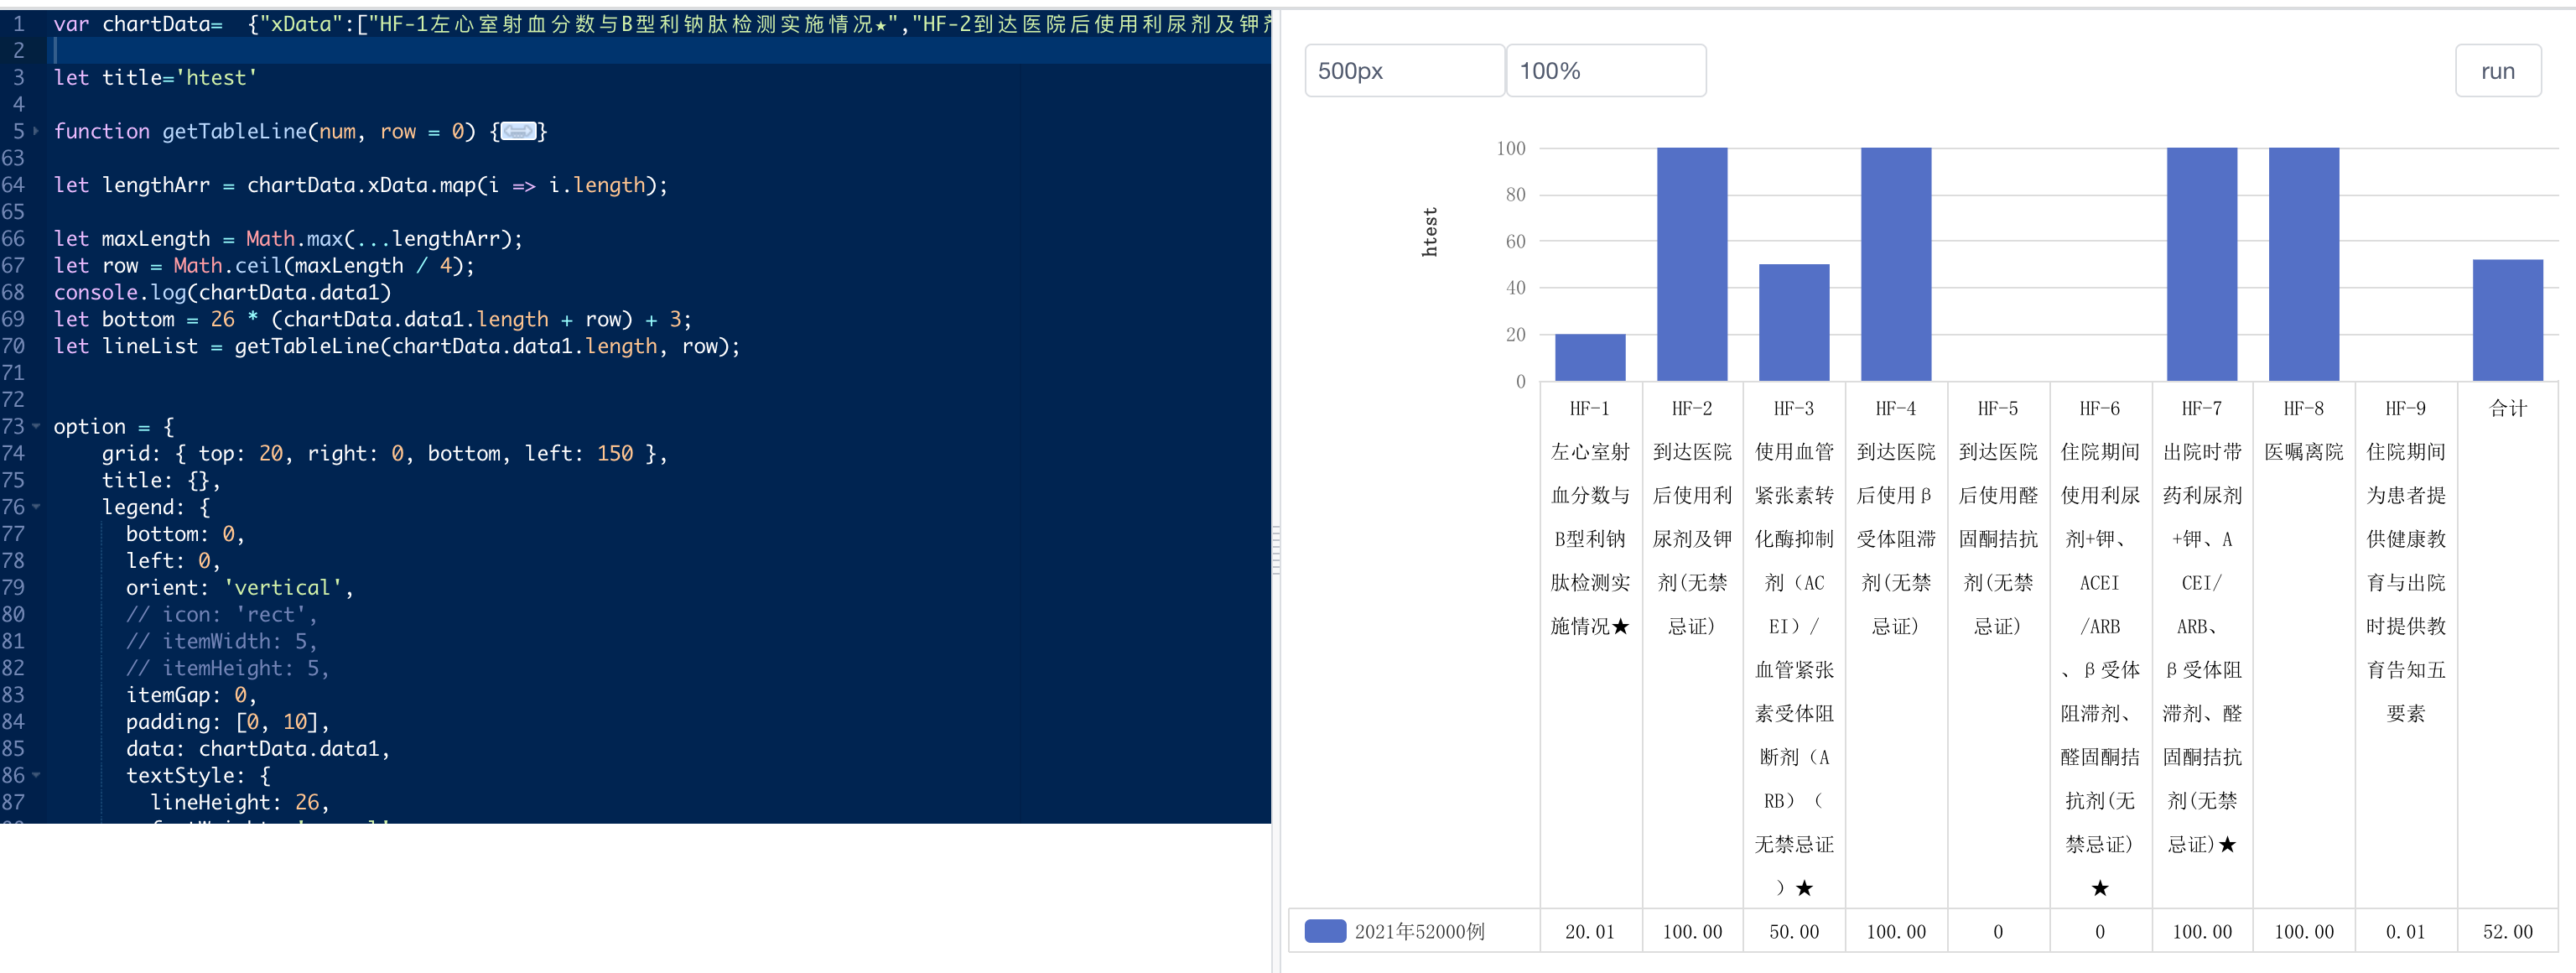 1 var chartData=  {"xData":["HF-1左心室射血分数与B型利钠肽检测实施情况★","HF-2到达医院后使用利尿剂及钾
2
3 let title='htest'
4
5 function getTableLine(num, row = 0) {}
63
64 let lengthArr = chartData.xData.map(i => i.length);
65
66 let maxLength = Math.max(...lengthArr);
67 let row = Math.ceil(maxLength / 4);
68 console.log(chartData.data1)
69 let bottom = 26 * (chartData.data1.length + row) + 3;
70 let lineList = getTableLine(chartData.data1.length, row);
71
72
73 option = {
74 grid: { top: 20, right: 0, bottom, left: 150 },
75 title: {},
76 legend: {
77 bottom: 0,
78 left: 0,
79 orient: 'vertical',
80 // icon: 'rect',
81 // itemWidth: 5,
82 // itemHeight: 5,
83 itemGap: 0,
84 padding: [0, 10],
85 data: chartData.data1,
86 textStyle: {
87 lineHeight: 26,
500px
100%
run
htest
100
80
60
40
20
0
HF-1
左心室射
血分数与
B型利钠
肽检测实
施情况★
HF-2
到达医院
后使用利
尿剂及钾
剂(无禁
忌证)
HF-3
使用血管
紧张素转
化酶抑制
剂（AC
EI）/
血管紧张
素受体阻
断剂（A
RB）（
无禁忌证
）★
HF-4
到达医院
后使用β
受体阻滞
剂(无禁
忌证)
HF-5
到达医院
后使用醛
固酮拮抗
剂(无禁
忌证)
HF-6
住院期间
使用利尿
剂+钾、
ACEI
/ARB
、β受体
阻滞剂、
醛固酮拮
抗剂(无
禁忌证)
★
HF-7
出院时带
药利尿剂
+钾、A
CEI/
ARB、
β受体阻
滞剂、醛
固酮拮抗
剂(无禁
忌证)★
HF-8
医嘱离院
HF-9
住院期间
为患者提
供健康教
育与出院
时提供教
育告知五
要素
合计
2021年52000例 20.01 100.00 50.00 100.00 0 0 100.00 100.00 0.01 52.00